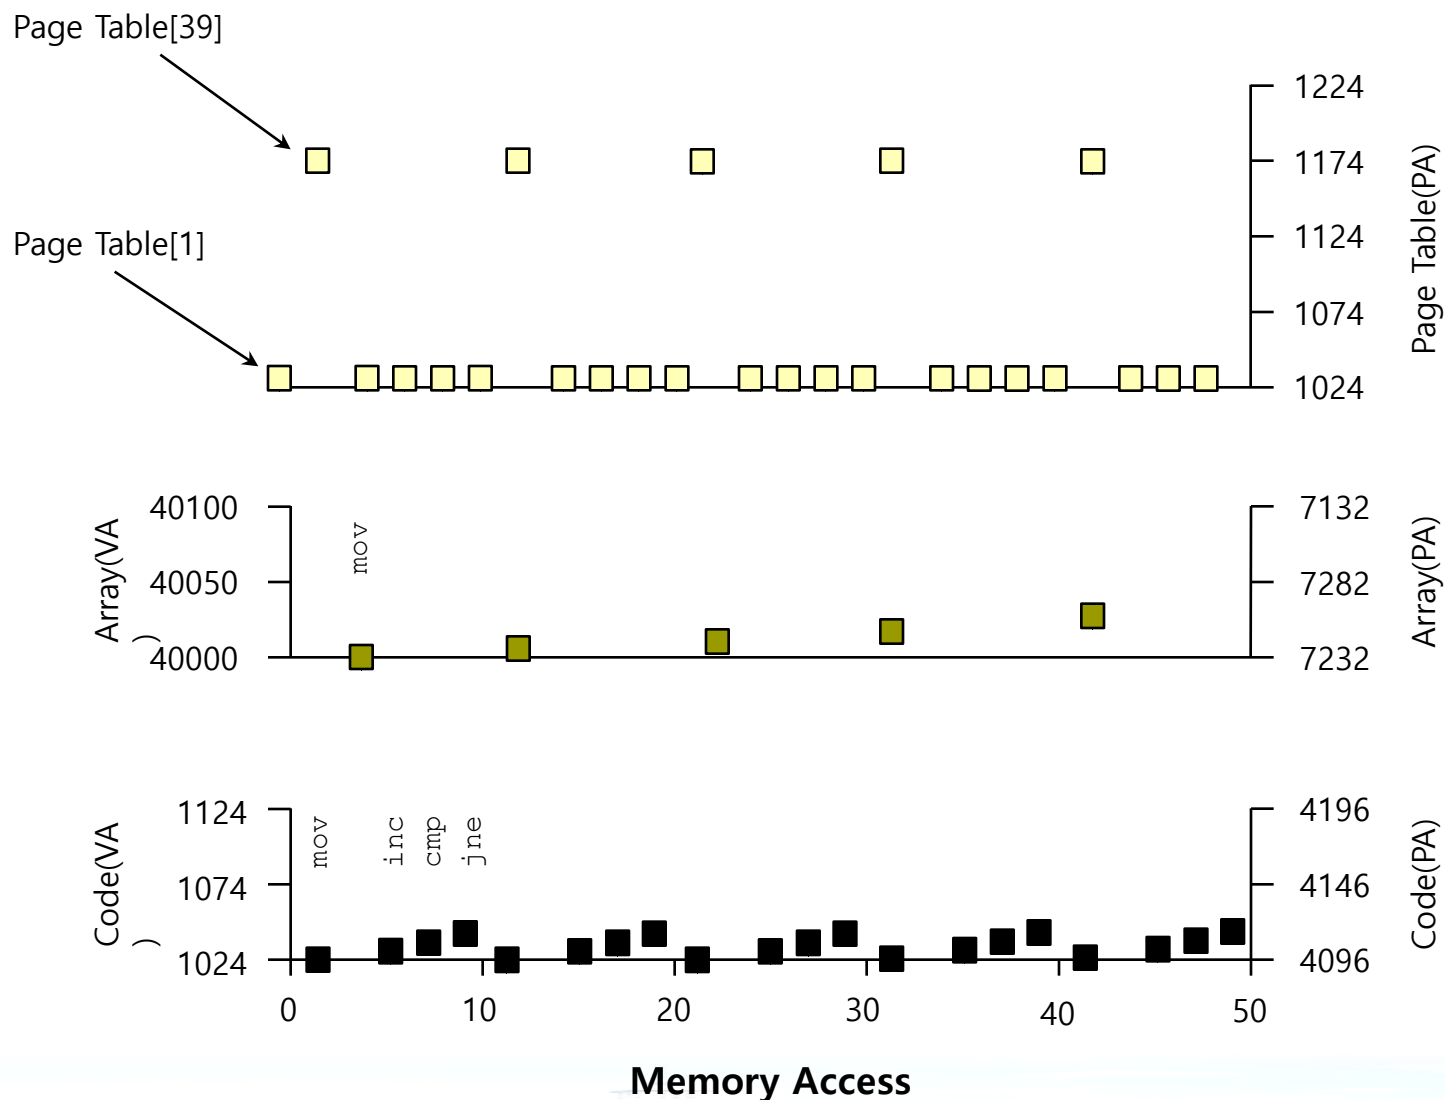 Page Table[39]
1224
1174
1124
1074
1024
Page Table(PA)
Page Table[1]
Array(VA
)
40100
40050
40000
mov
7132
7282
7232
Array(PA)
Code(VA
)
1124
1074
1024
mov
inc
cmp
jne
4196
4146
4096
Code(PA)
0
10
20
30
40
50
Memory Access